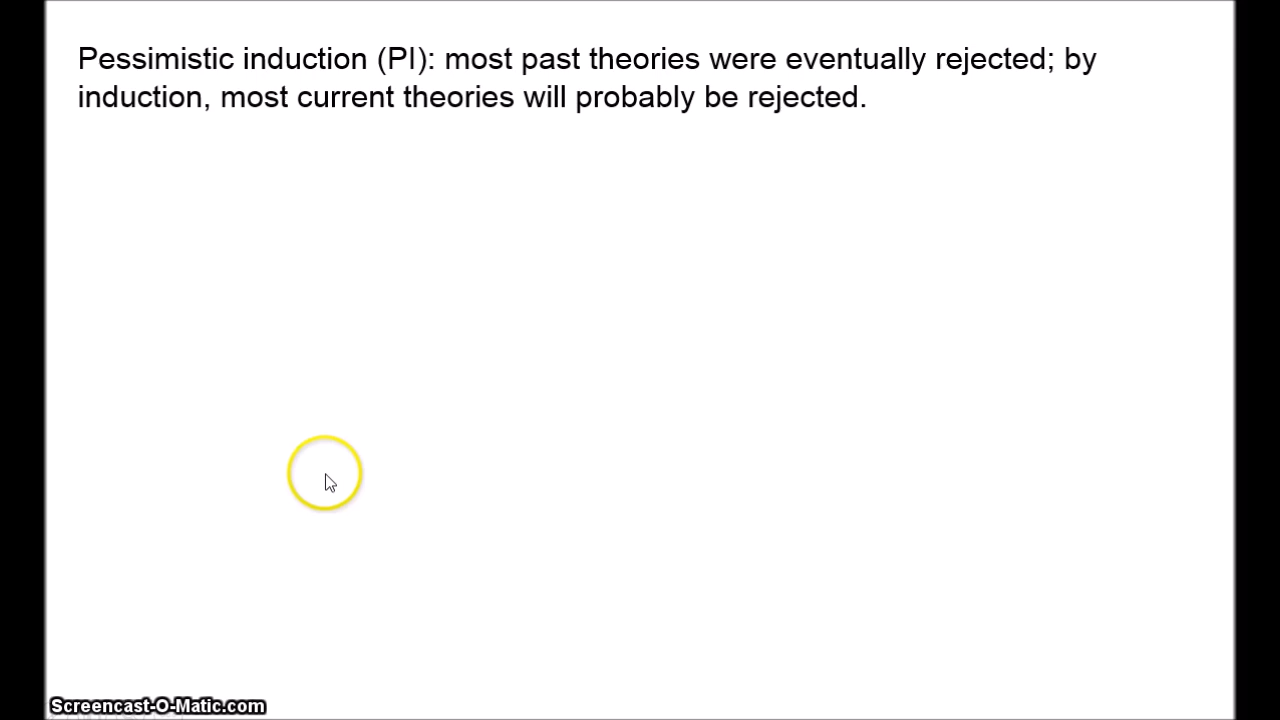 Pessimistic induction (PI): most past theories were eventually rejected; by
induction, most current theories will probably be rejected.
Screencast-O-Matic.com